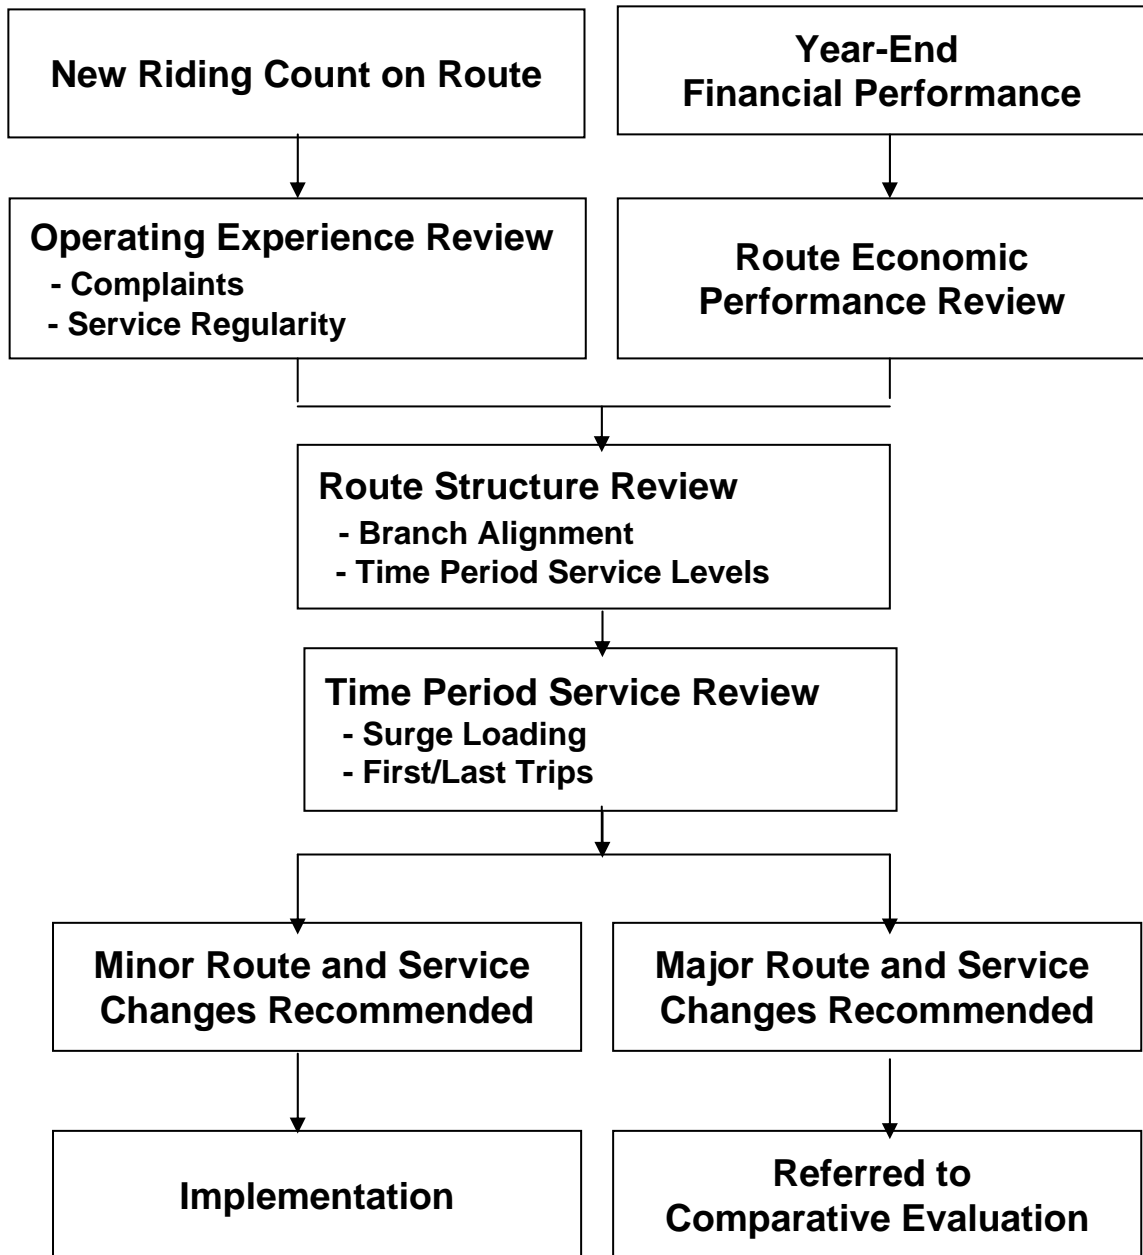 New Riding Count on Route
Year-End
Financial Performance
Operating Experience Review
- Complaints
- Service Regularity
Route Economic
Performance Review
Route Structure Review
- Branch Alignment
- Time Period Service Levels
Time Period Service Review
- Surge Loading
- First/Last Trips
Minor Route and Service
Changes Recommended
Major Route and Service
Changes Recommended
Implementation
Referred to
Comparative Evaluation